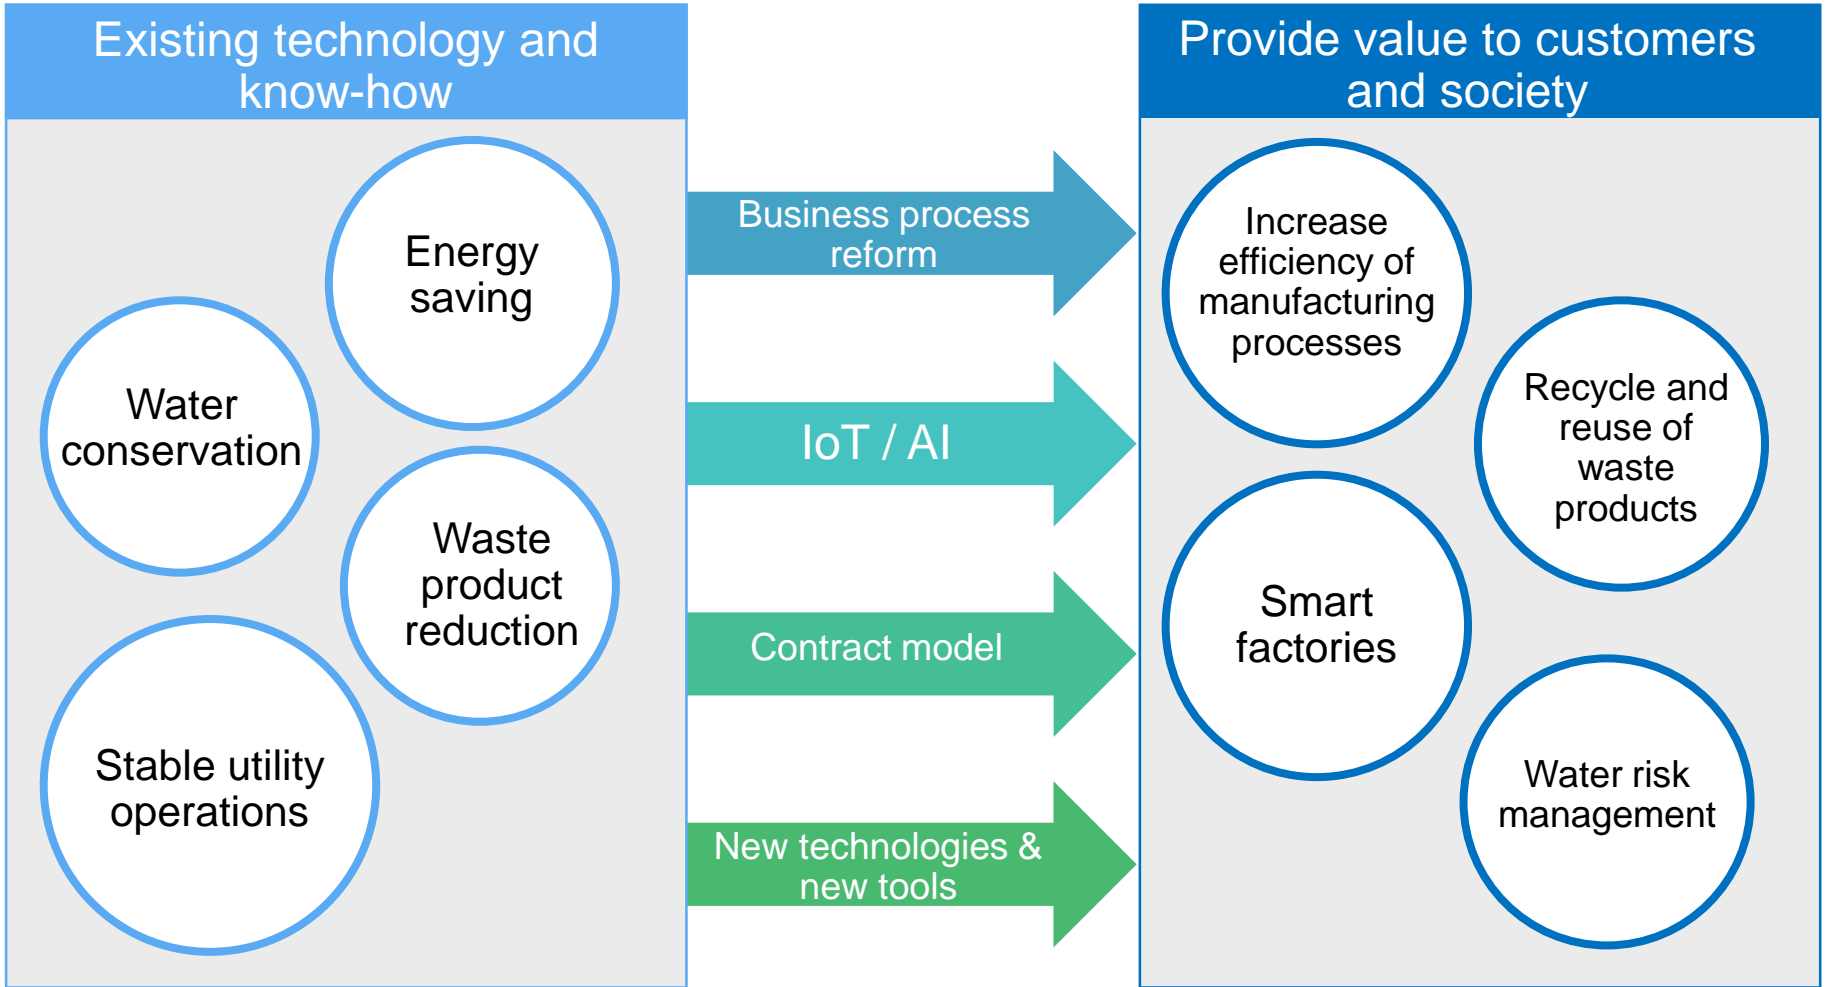 Existing technology and
know-how
Energy
saving
Water
conservation
Waste
product
reduction
Stable utility
operations
Business process
reform
IoT / AI
Contract model
New technologies &
new tools
Provide value to customers
and society
Increase
efficiency of
manufacturing
processes
Recycle and
reuse of
waste
products
Smart
factories
Water risk
management